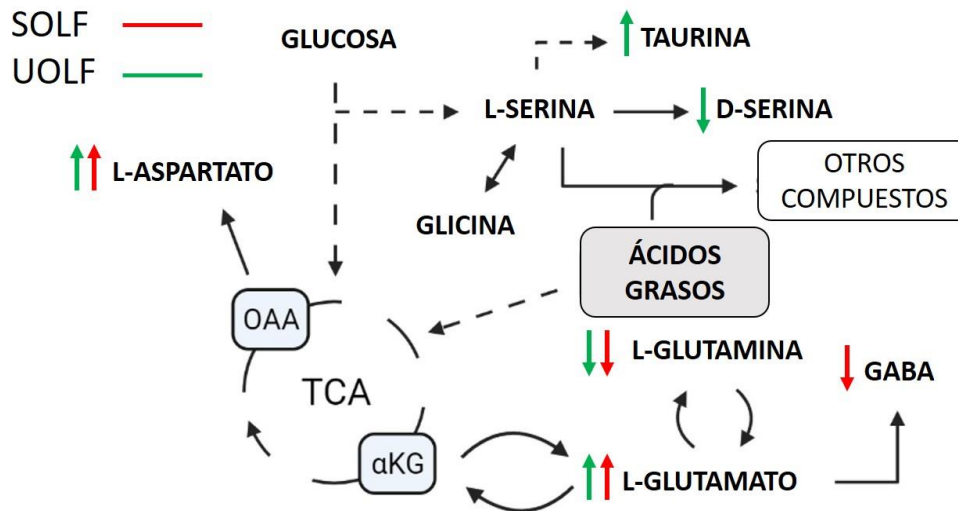 SOLF
UOLF
GLUCOSA
TAURINA
L-SERINA
D-SERINA
L-ASPARTATO
OTROS
COMPUESTOS
GLICINA
ÁCIDOS
GRASOS
OAA
TCA
L-GLUTAMINA
GABA
αKG
L-GLUTAMATO